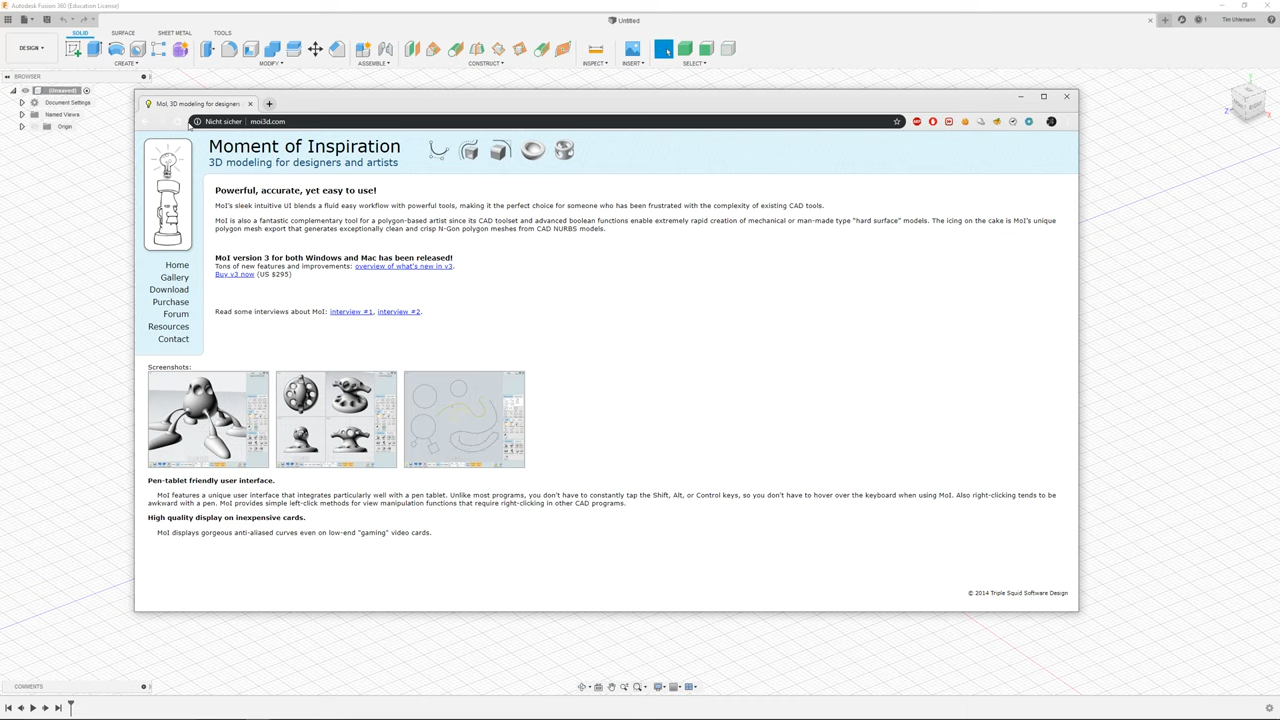 Autodesk Fusion 360 (Education License)
Untitled
1
Tim Uhlemann
DESIGN
SOLID
SURFACE
SHEET METAL
TOOLS
CREATE
MODIFY
ASSEMBLE
CONSTRUCT
INSPECT
INSERT
SELECT
BROWSER
(Unsaved)
Document Settings
Named Views
Origin
MoI, 3D modeling for designers
Nicht sicher
moi3d.com
Moment of Inspiration
3D modeling for designers and artists
Home
Gallery
Download
Purchase
Forum
Resources
Contact
Powerful, accurate, yet easy to use!
MoI's sleek intuitive UI blends a fluid easy workflow with powerful tools, making it the perfect choice for someone who has been frustrated with the complexity of existing CAD tools.
MoI is also a fantastic complementary tool for a polygon-based artist since its CAD toolset and advanced boolean functions enable extremely rapid creation of mechanical or man-made type "hard surface" models. The icing on the cake is MoI's unique
polygon mesh export that generates exceptionally clean and crisp N-Gon polygon meshes from CAD NURBS models.
MoI version 3 for both Windows and Mac has been released!
Tons of new features and improvements: overview of what's new in v3.
Buy v3 now (US $295)
Read some interviews about MoI: interview #1, interview #2.
Screenshots:
Pen-tablet friendly user interface.
MoI features a unique user interface that integrates particularly well with a pen tablet. Unlike most programs, you don't have to constantly tap the Shift, Alt, or Control keys, so you don't have to hover over the keyboard when using MoI. Also right-clicking tends to be
awkward with a pen. MoI provides simple left-click methods for view manipulation functions that require right-clicking in other CAD programs.
High quality display on inexpensive cards.
MoI displays gorgeous anti-aliased curves even on low-end "gaming" video cards.
© 2014 Triple Squid Software Design
COMMENTS